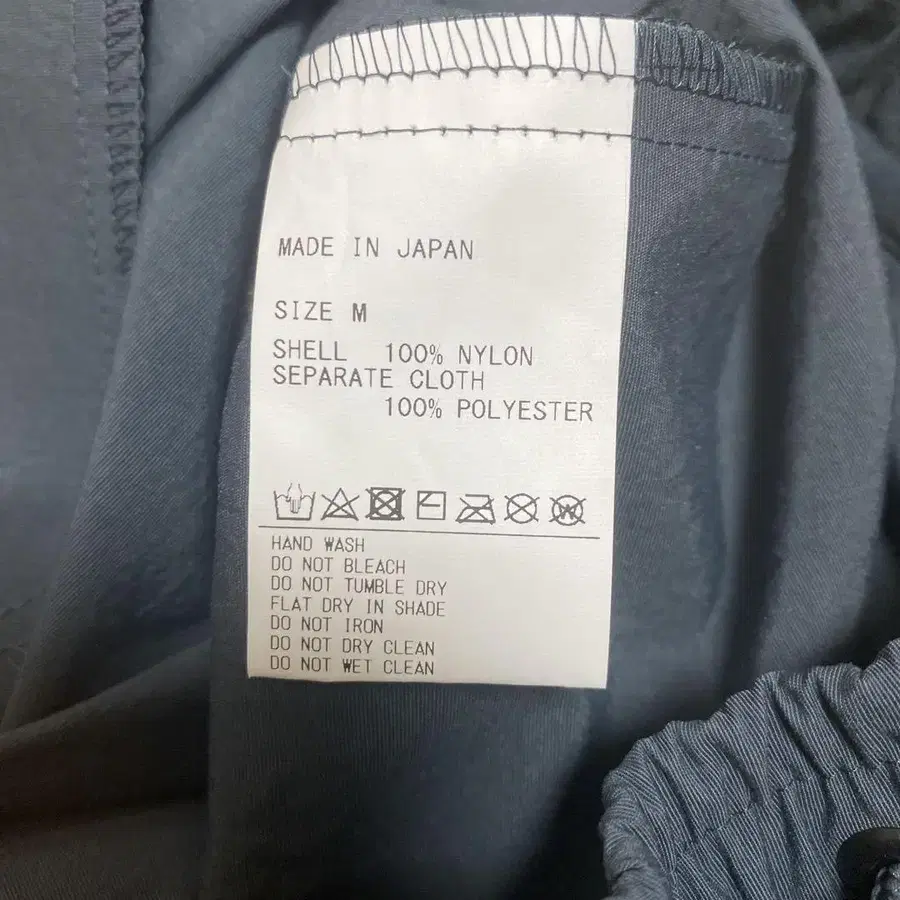 MADE IN JAPAN
SIZE M
SHELL 100% NYLON
SEPARATE CLOTH
100% POLYESTER
W
HAND WASH
DO NOT BLEACH
DO NOT TUMBLE DRY
FLAT DRY IN SHADE
DO NOT IRON
DO NOT DRY CLEAN
DO NOT WET CLEAN